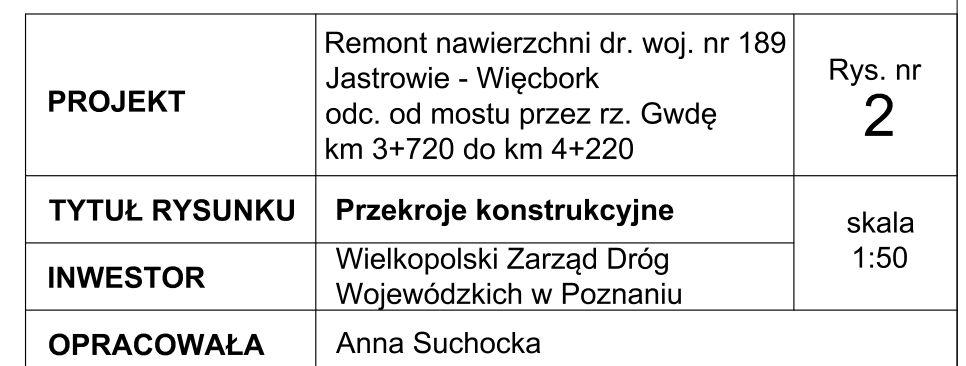 PROJEKT
Remont nawierzchni dr. woj. nr 189
Jastrowie - Więcbork
odc. od mostu przez rz. Gwdę
km 3+720 do km 4+220
Rys. nr
2
TYTUŁ RYSUNKU
Przekroje konstrukcyjne
skala
1:50
INWESTOR
Wielkopolski Zarząd Dróg
Wojewódzkich w Poznaniu
OPRACOWAŁA
Anna Suchocka